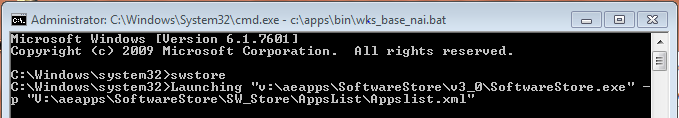 Administrator: C:\Windows\System32\cmd.exe - c:\apps\bin\wks_base_nai.bat
Microsoft Windows [Version 6.1.7601]
Copyright (c) 2009 Microsoft Corporation.  All rights reserved.
C:\Windows\system32>swstore
C:\Windows\system32>Launching "v:\aeapps\SoftwareStore\v3_0\SoftwareStore.exe" -
p "V:\aeapps\SoftwareStore\SW_Store\AppsList\Appslist.xml"